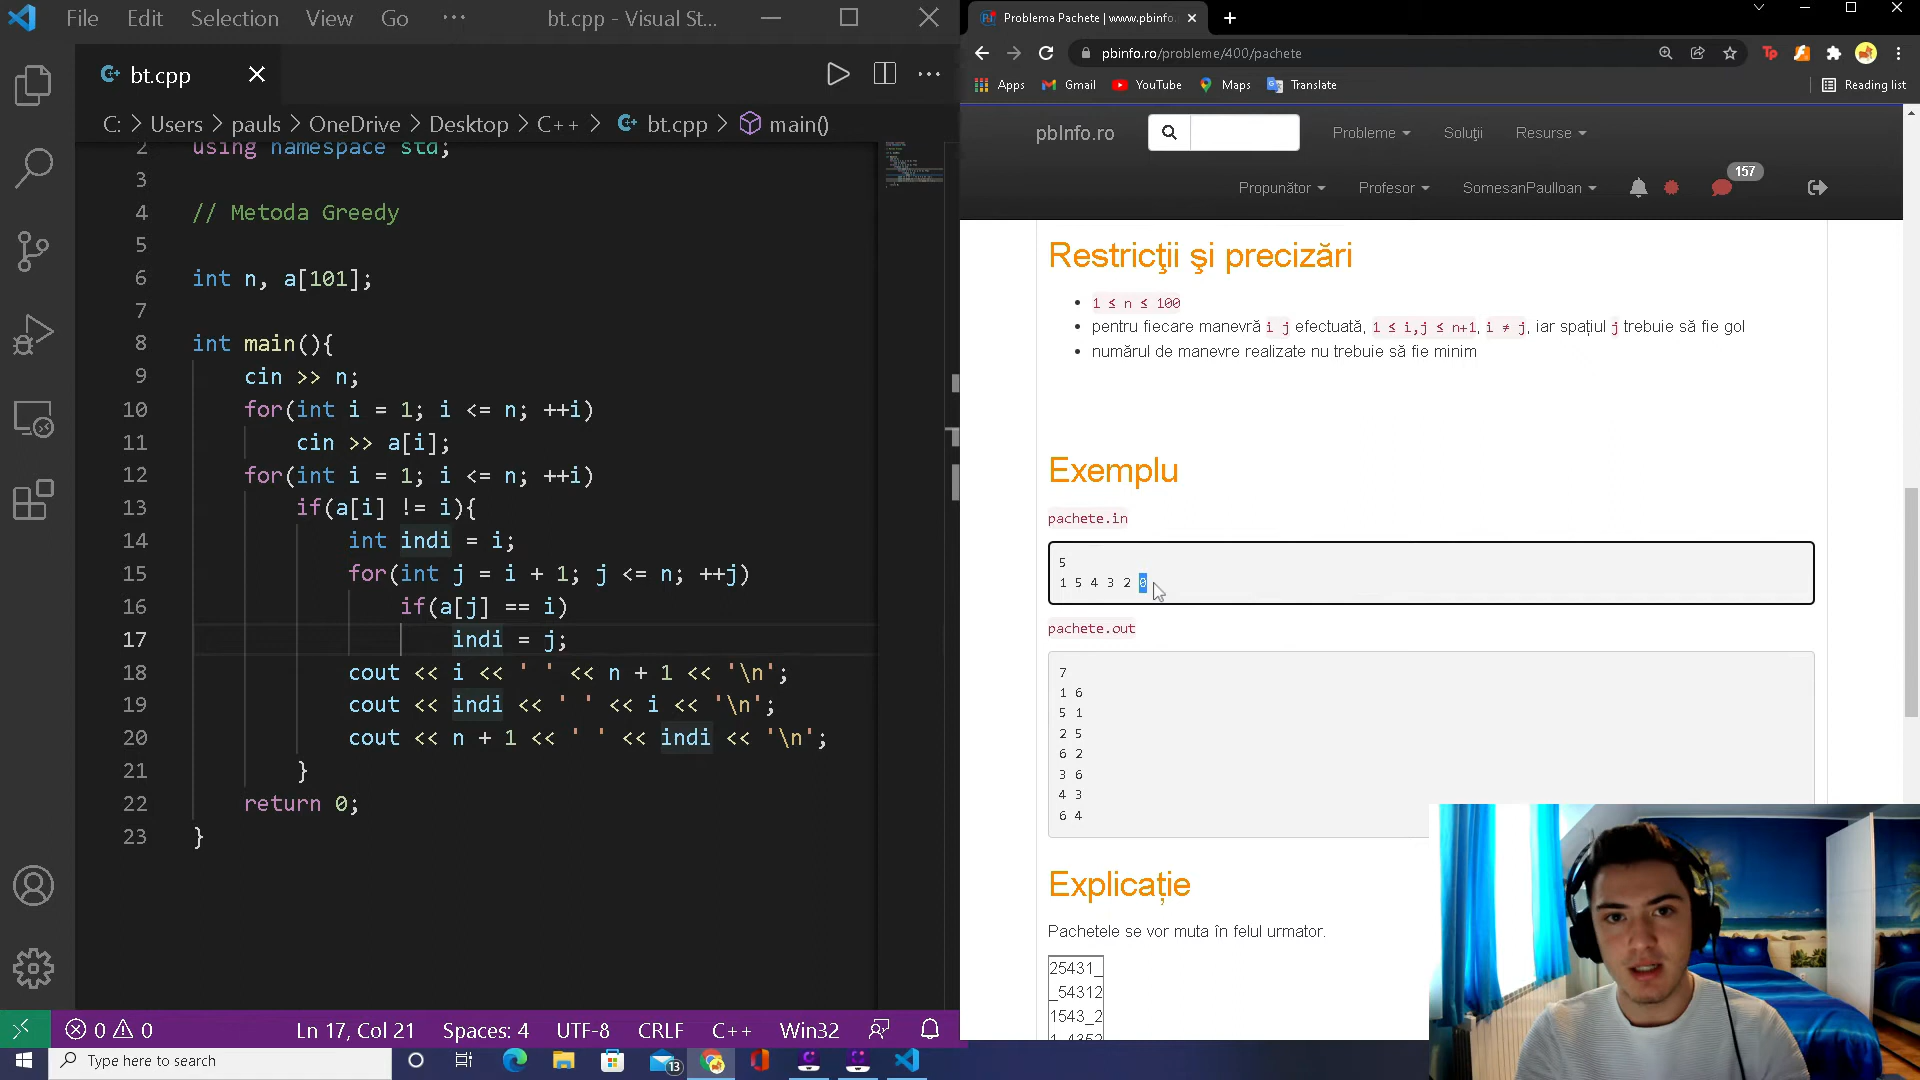 File Edit Selection View Go ··· bt.cpp - Visual St...
bt.cpp
C: > Users > pauls > OneDrive > Desktop > C++ > bt.cpp > main()
2 using namespace std;
3
4 // Metoda Greedy
5
6 int n, a[101];
7
8 int main(){
9 cin >> n;
10 for(int i = 1; i <= n; ++i)
11 cin >> a[i];
12 for(int i = 1; i <= n; ++i)
13 if(a[i] != i){
14 int indi = i;
15 for(int j = i + 1; j <= n; ++j)
16 if(a[j] == i)
17 indi = j;
18 cout << i << ' ' << n + 1 << '\n';
19 cout << indi << ' ' << i << '\n';
20 cout << n + 1 << ' ' << indi << '\n';
21 }
22 return 0;
23 }
0 0 Ln 17, Col 21 Spaces: 4 UTF-8 CRLF C++ Win32
Type here to search
13
Problema Pachete | www.pbinfo.
pbinfo.ro/probleme/400/pachete
Apps Gmail YouTube Maps Translate Reading list
pbInfo.ro Probleme Soluţii Resurse
Propunător Profesor SomesanPaulIoan 157
Restricţii şi precizări
1 ≤ n ≤ 100
pentru fiecare manevră i j efectuată, 1 ≤ i,j ≤ n+1, i ≠ j, iar spațiul j trebuie să fie gol
numărul de manevre realizate nu trebuie să fie minim
Exemplu
pachete.in
5
1 5 4 3 2 0
pachete.out
7
1 6
5 1
2 5
6 2
3 6
4 3
6 4
Explicație
Pachetele se vor muta în felul urmator.
25431_
_54312
1543_2